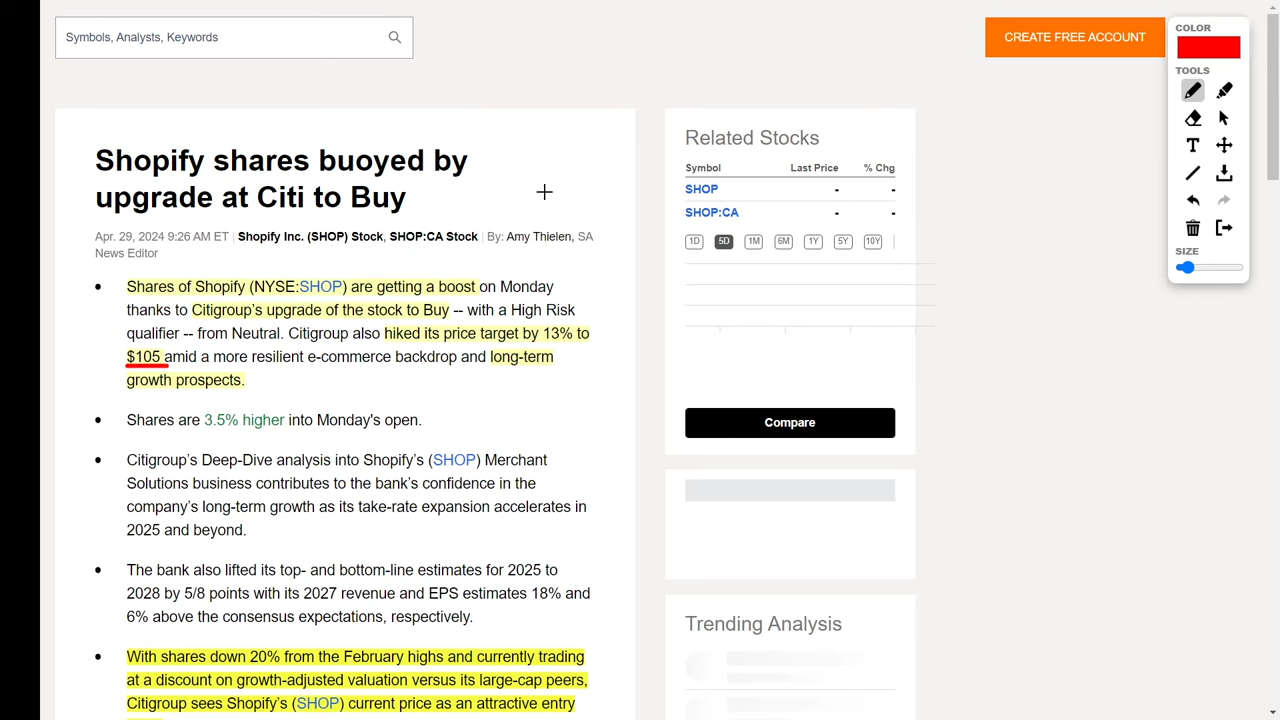 Symbols, Analysts, Keywords
CREATE FREE ACCOUNT
COLOR
TOOLS
T
SIZE
Shopify shares buoyed by
upgrade at Citi to Buy
Apr. 29, 2024 9:26 AM ET | Shopify Inc. (SHOP) Stock, SHOP:CA Stock | By: Amy Thielen, SA
News Editor
• Shares of Shopify (NYSE:SHOP) are getting a boost on Monday
thanks to Citigroup’s upgrade of the stock to Buy -- with a High Risk
qualifier -- from Neutral. Citigroup also hiked its price target by 13% to
$105 amid a more resilient e-commerce backdrop and long-term
growth prospects.
• Shares are 3.5% higher into Monday's open.
• Citigroup’s Deep-Dive analysis into Shopify’s (SHOP) Merchant
Solutions business contributes to the bank’s confidence in the
company’s long-term growth as its take-rate expansion accelerates in
2025 and beyond.
• The bank also lifted its top- and bottom-line estimates for 2025 to
2028 by 5/8 points with its 2027 revenue and EPS estimates 18% and
6% above the consensus expectations, respectively.
• With shares down 20% from the February highs and currently trading
at a discount on growth-adjusted valuation versus its large-cap peers,
Citigroup sees Shopify’s (SHOP) current price as an attractive entry
Related Stocks
Symbol Last Price % Chg
SHOP - -
SHOP:CA - -
1D 5D 1M 6M 1Y 5Y 10Y
Compare
Trending Analysis